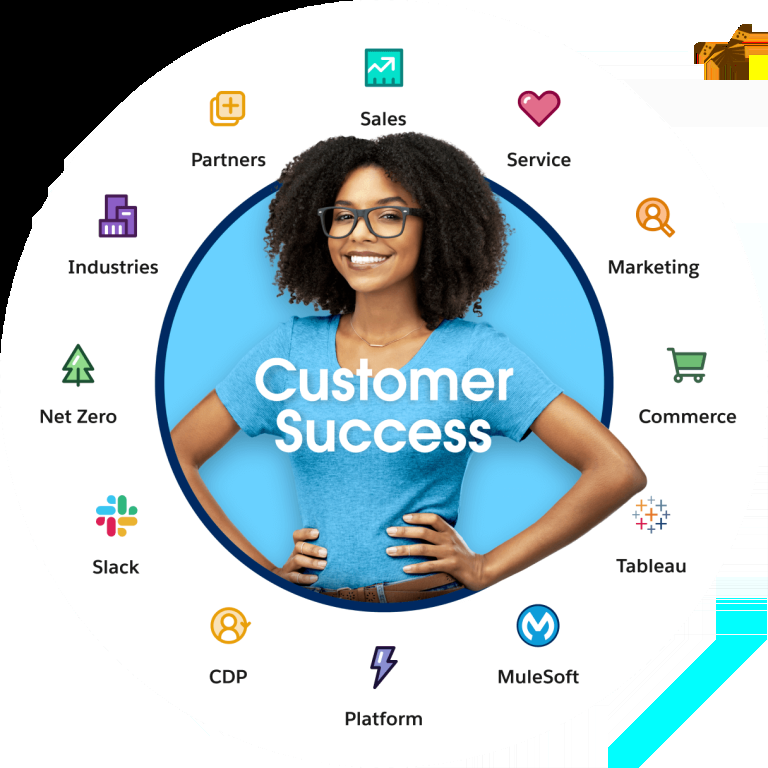 Sales
Partners
Service
Industries
Marketing
Customer
Success
Net Zero
Commerce
Slack
Tableau
CDP
MuleSoft
Platform